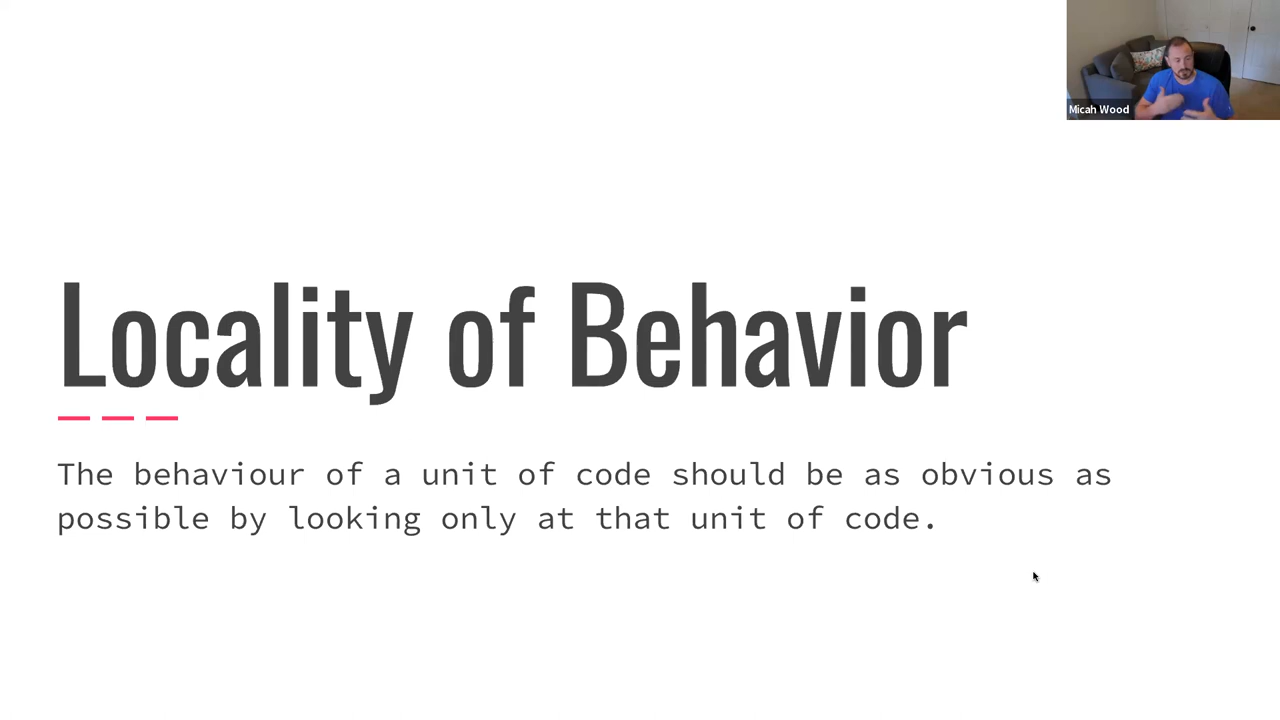 Micah Wood
Locality of Behavior
The behaviour of a unit of code should be as obvious as
possible by looking only at that unit of code.